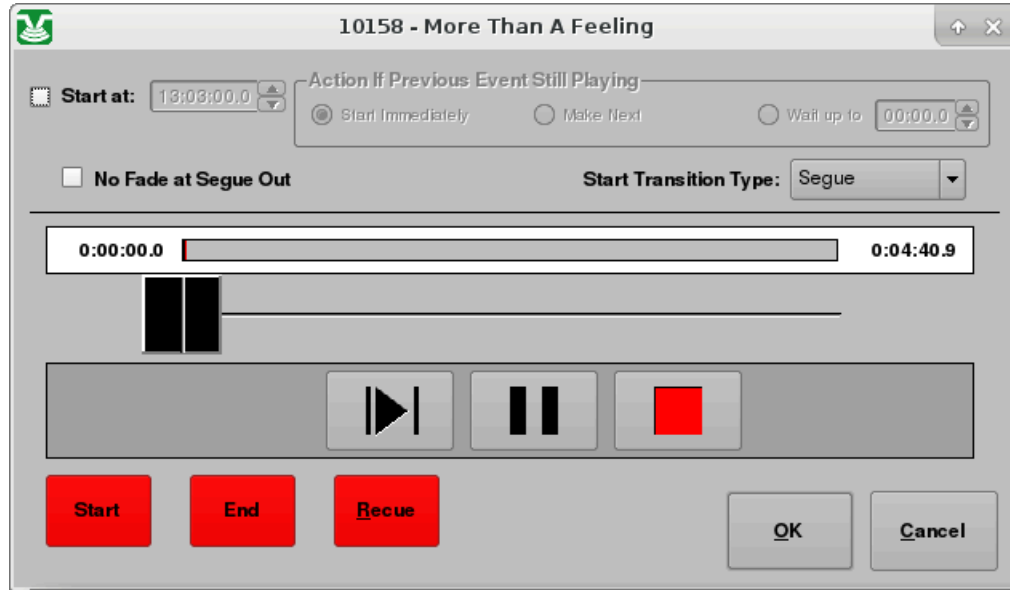 10158 - More Than A Feeling
Action If Previous Event Still Playing
Start at: 13:03:00.0
Start Immediately Make Next Wait up to 00:00.0
No Fade at Segue Out Start Transition Type: Segue
0:00:00.0 0:04:40.9
Start End Recue
OK Cancel